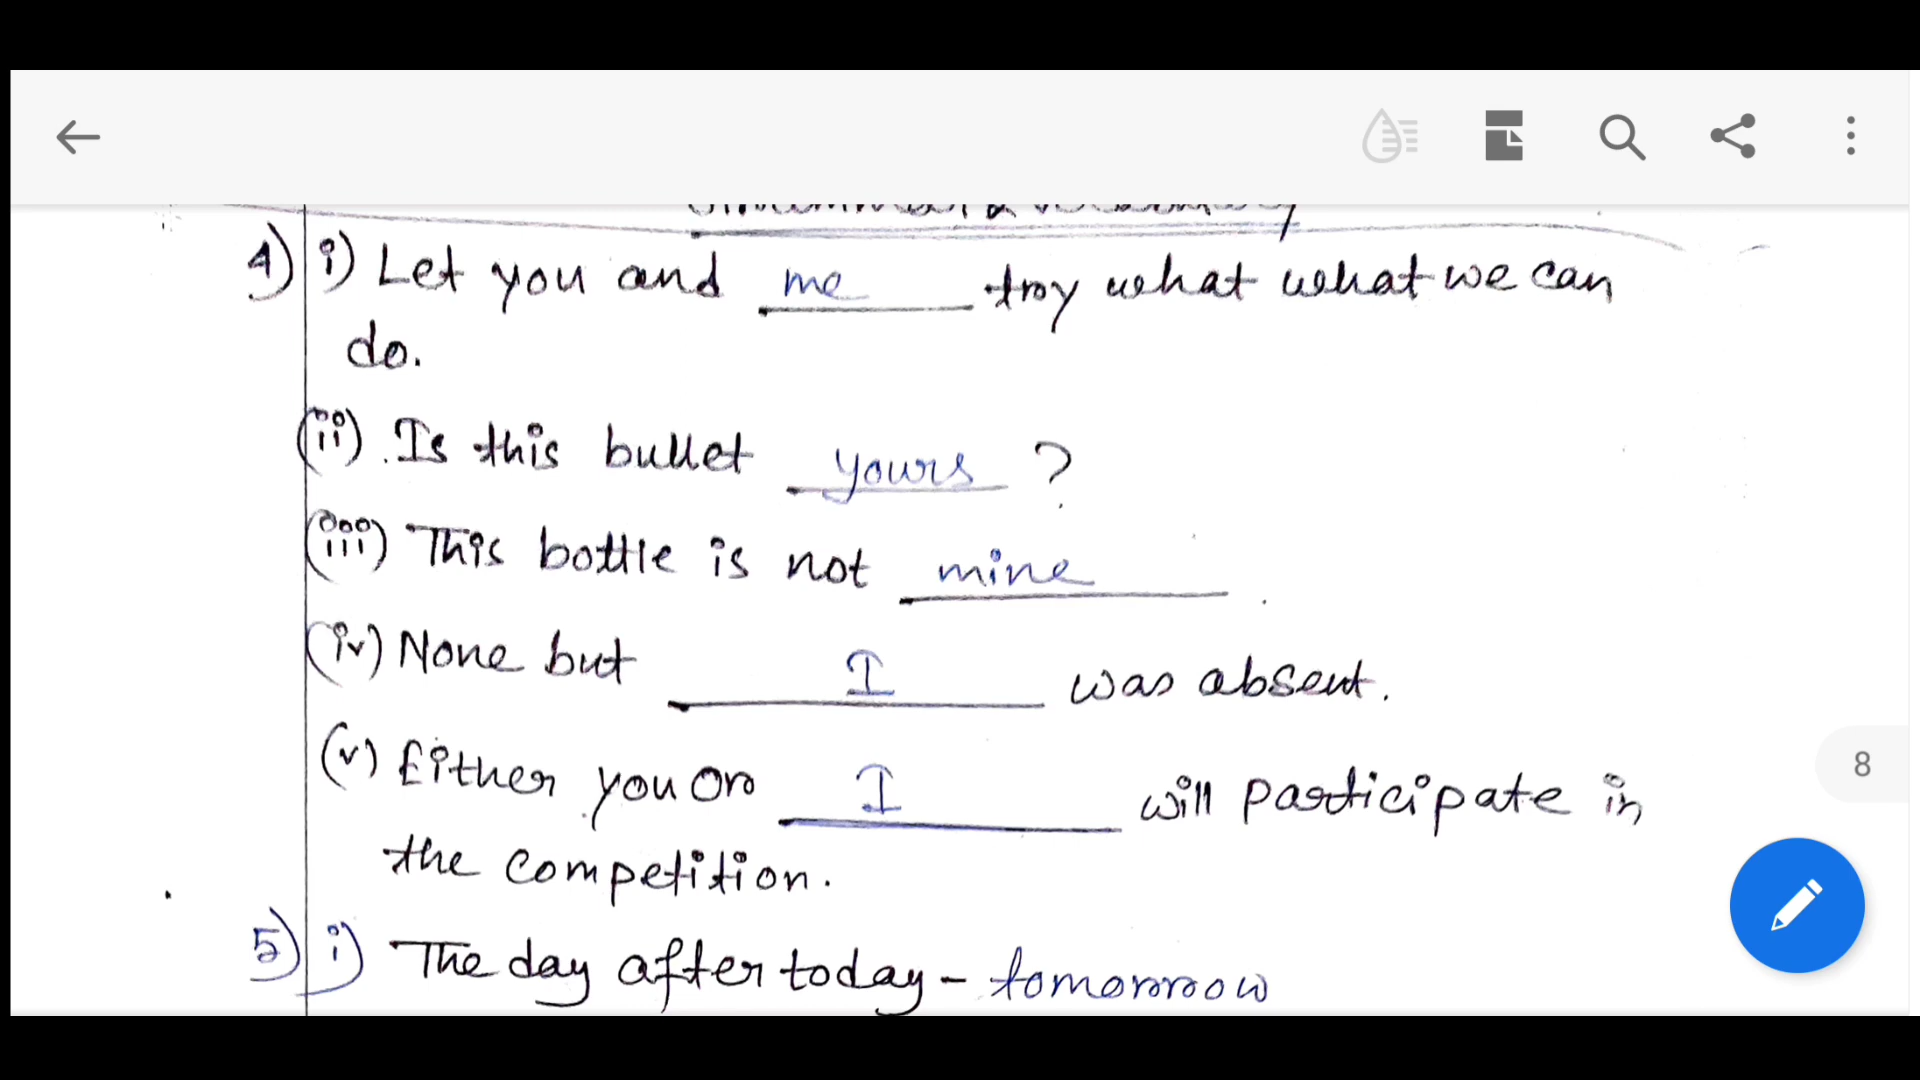 4) i) Let you and me try what what we can
do.
(ii) Is this bullet yours ?
(iii) This bottle is not mine .
(iv) None but I was absent.
(v) Either you or I will participate in
the competition.
8
5) i) The day after today - tomorrow